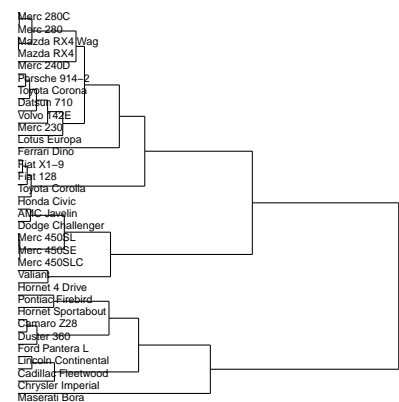 Merc 280C
Merc 280
Mazda RX4 Wag
Mazda RX4
Merc 240D
Porsche 914−2
Toyota Corona
Datsun 710
Volvo 142E
Merc 230
Lotus Europa
Ferrari Dino
Fiat X1−9
Fiat 128
Toyota Corolla
Honda Civic
AMC Javelin
Dodge Challenger
Merc 450SL
Merc 450SE
Merc 450SLC
Valiant
Hornet 4 Drive
Pontiac Firebird
Hornet Sportabout
Camaro Z28
Duster 360
Ford Pantera L
Lincoln Continental
Cadillac Fleetwood
Chrysler Imperial
Maserati Bora